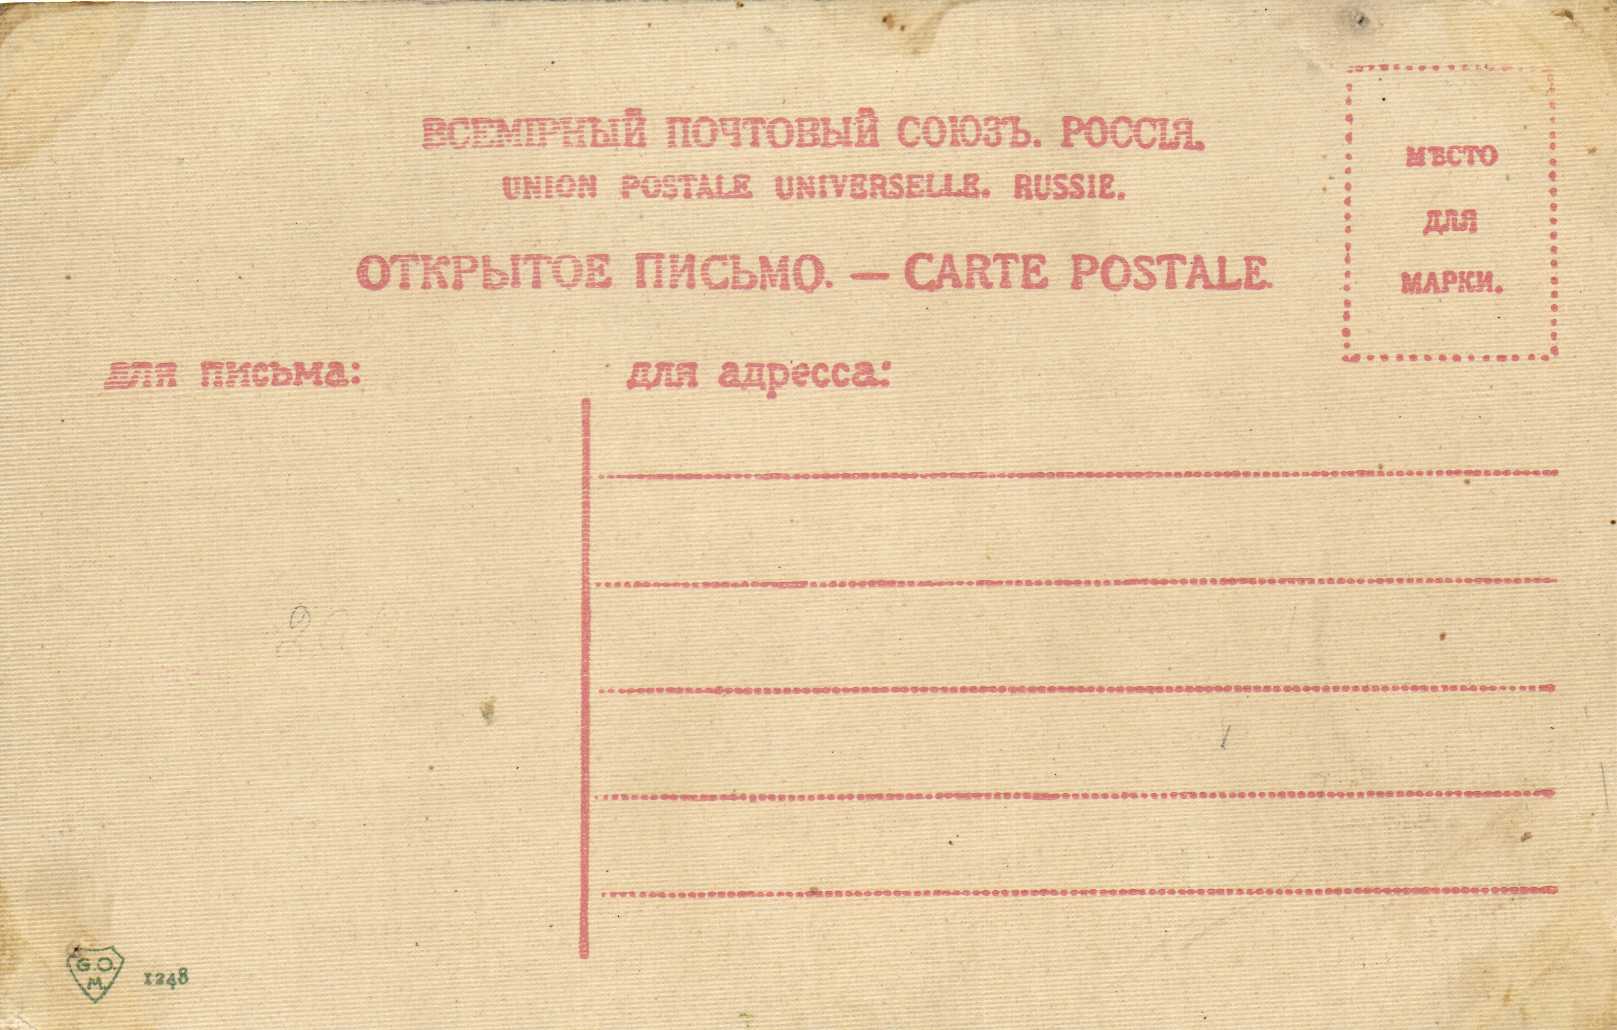 ВСЕМІРНЫЙ ПОЧТОВЫЙ СОЮЗЪ. РОССІЯ.
UNION POSTALE UNIVERSELLE. RUSSIE.
ОТКРЫТОЕ ПИСЬМО. — CARTE POSTALE.
МѢСТО
ДЛЯ
МАРКИ.
для письма:
для адресса:
G.O.
M.
1248